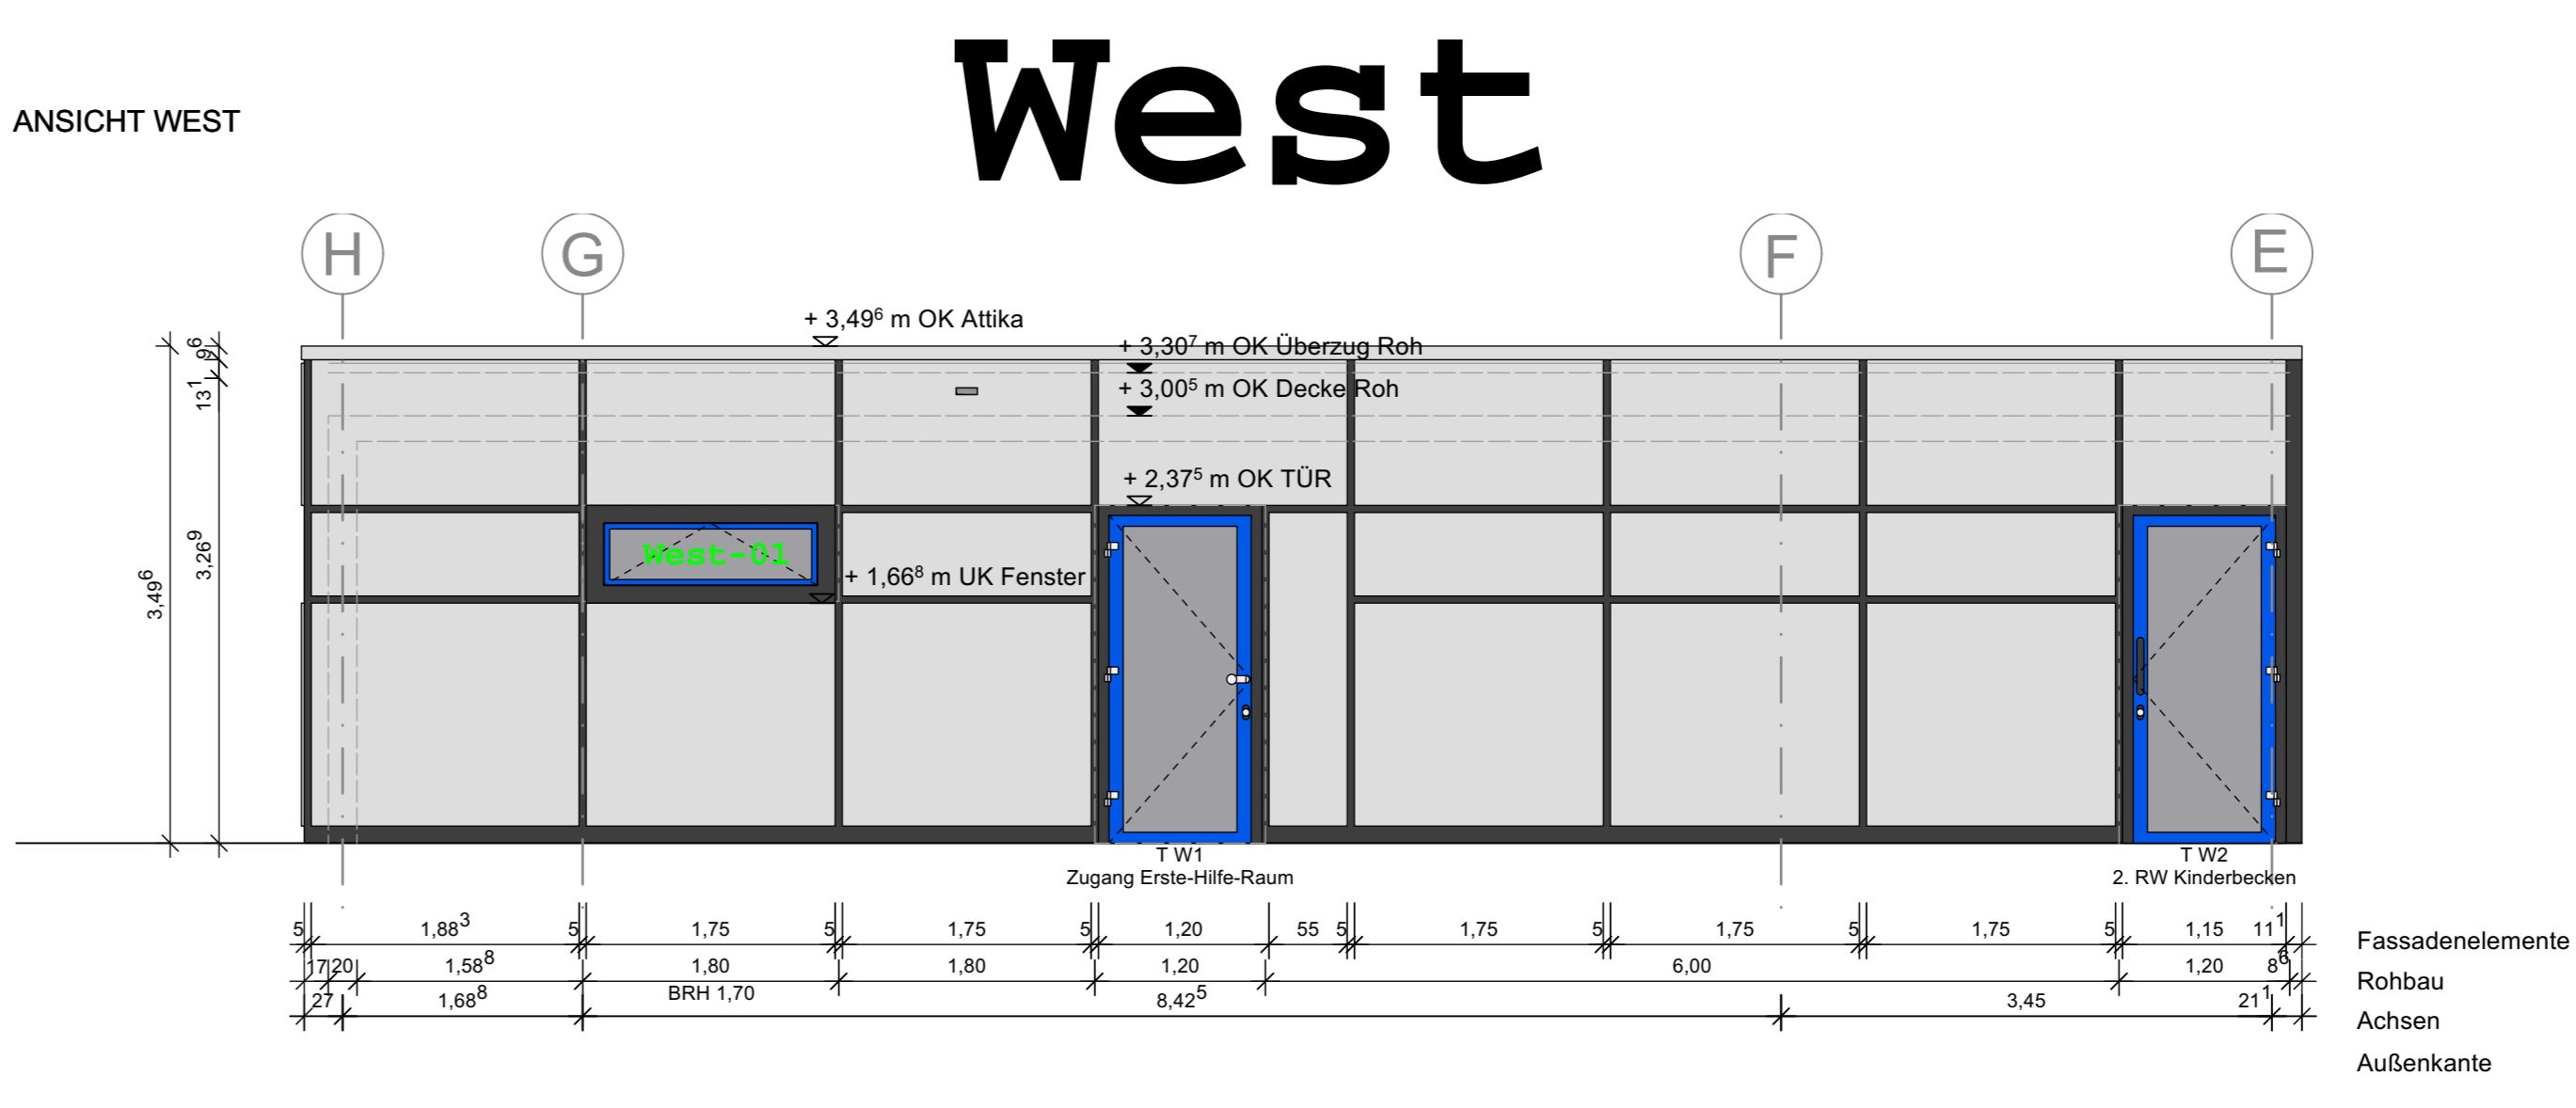 West
ANSICHT WEST
H G F E
+ 3,49⁶ m OK Attika
+ 3,30⁷ m OK Überzug Roh
+ 3,00⁵ m OK Decke Roh
+ 2,37⁵ m OK TÜR
West-01
+ 1,66⁸ m UK Fenster
9⁶
13¹
3,26⁹
3,49⁶
T W1
Zugang Erste-Hilfe-Raum
T W2
2. RW Kinderbecken
5 1,88³ 5 1,75 5 1,75 5 1,20 55 5 1,75 5 1,75 5 1,75 5 1,15 11¹
Fassadenelemente
17 20 1,58⁸ 1,80 1,80 1,20 6,00 1,20 8⁶
Rohbau
BRH 1,70
27 1,68⁸ 8,42⁵ 3,45 21¹
Achsen
Außenkante